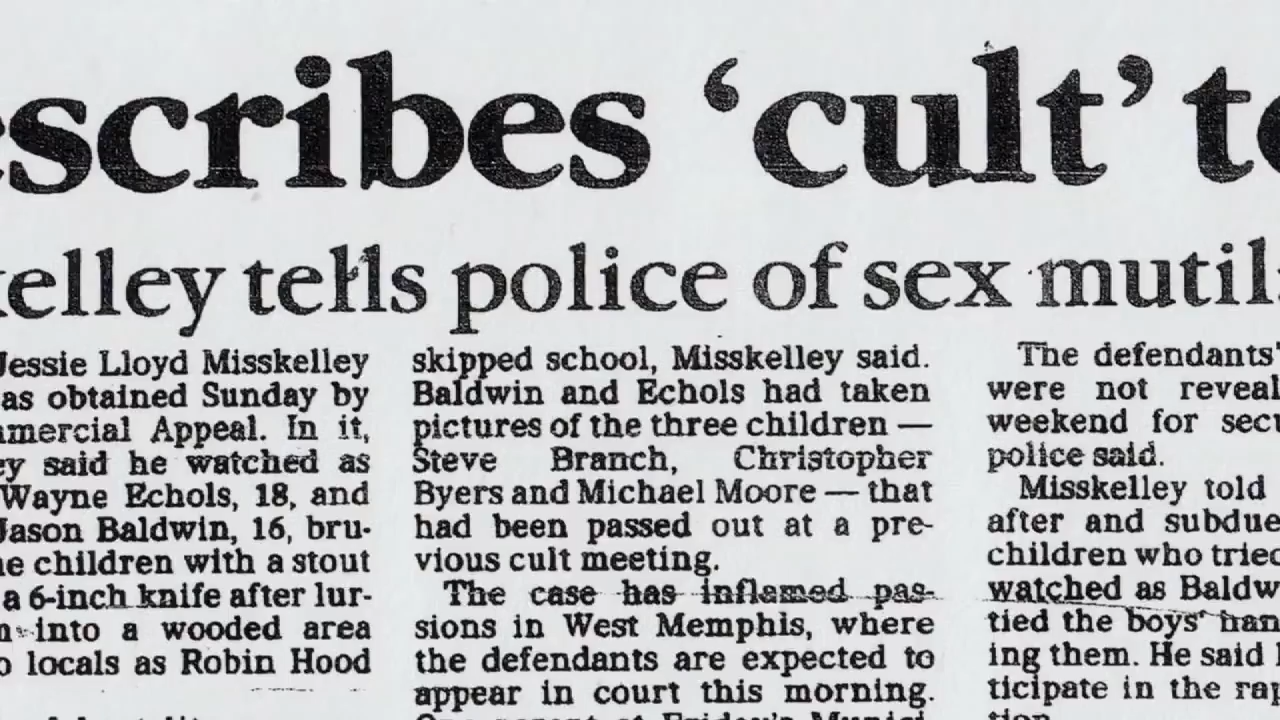 scribes ‘cult’ to
elley tells police of sex mutil
Jessie Lloyd Misskelley
as obtained Sunday by
mercial Appeal. In it,
ey said he watched as
Wayne Echols, 18, and
Jason Baldwin, 16, bru-
e children with a stout
a 6-inch knife after lur-
into a wooded area
o locals as Robin Hood
skipped school, Misskelley said.
Baldwin and Echols had taken
pictures of the three children —
Steve Branch, Christopher
Byers and Michael Moore — that
had been passed out at a pre-
vious cult meeting.
The case has inflamed pas-
sions in West Memphis, where
the defendants are expected to
appear in court this morning.
The defendants'
were not reveal
weekend for secu
police said.
Misskelley told
after and subdue
children who tried
watched as Baldw
tied the boys' han
ing them. He said
ticipate in the rap